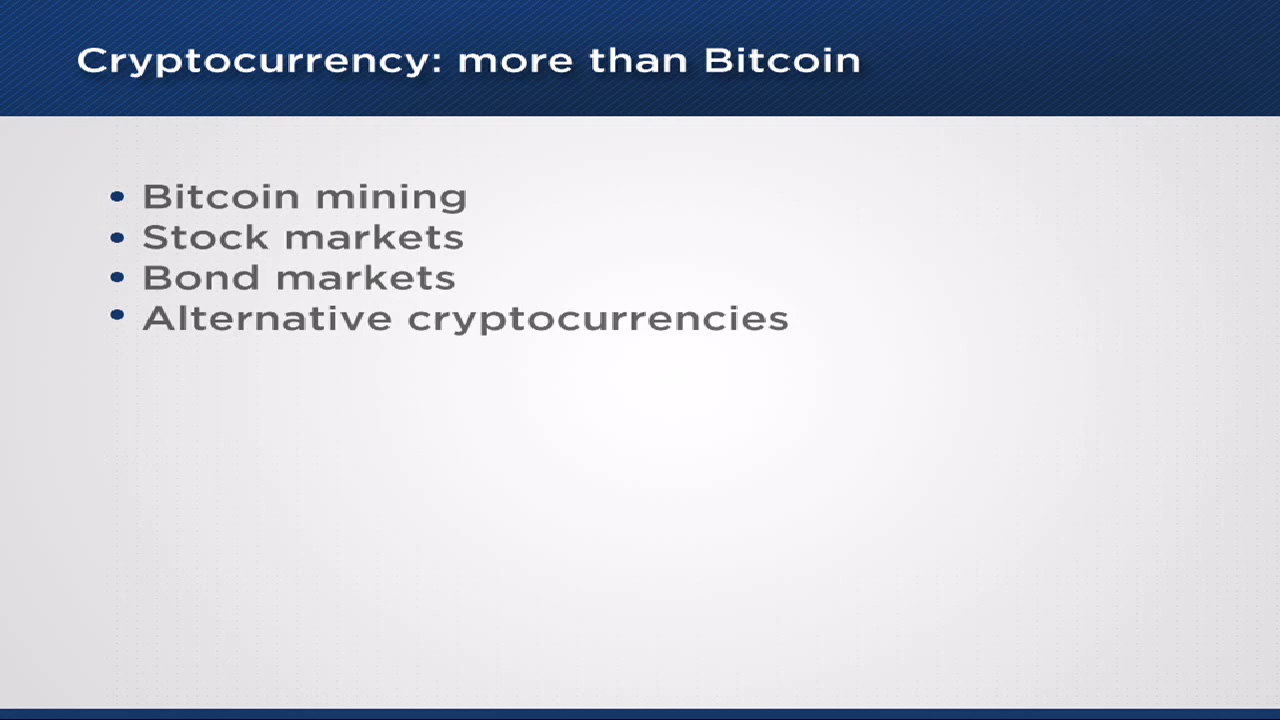 Cryptocurrency: more than Bitcoin
• Bitcoin mining
• Stock markets
• Bond markets
• Alternative cryptocurrencies